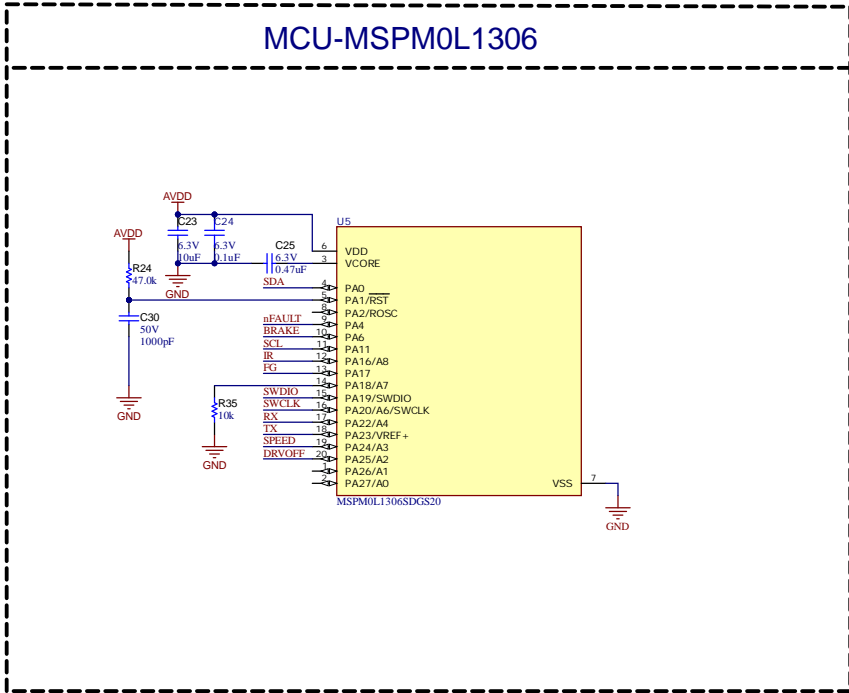 MCU-MSPM0L1306
AVDD
C23
6.3V
10uF
C24
6.3V
0.1uF
GND
C25
6.3V
0.47uF
AVDD
R24
47.0k
C30
50V
1000pF
GND
R35
10k
GND
U5
6 VDD
3 VCORE
SDA 4 PA0
5 PA1/RST
8 PA2/ROSC
nFAULT 9 PA4
BRAKE 10 PA6
SCL 11 PA11
IR 12 PA16/A8
FG 13 PA17
14 PA18/A7
SWDIO 15 PA19/SWDIO
SWCLK 16 PA20/A6/SWCLK
RX 17 PA22/A4
TX 18 PA23/VREF+
SPEED 19 PA24/A3
DRVOFF 20 PA25/A2
1 PA26/A1
2 PA27/A0
VSS 7
GND
MSPM0L1306SDGS20